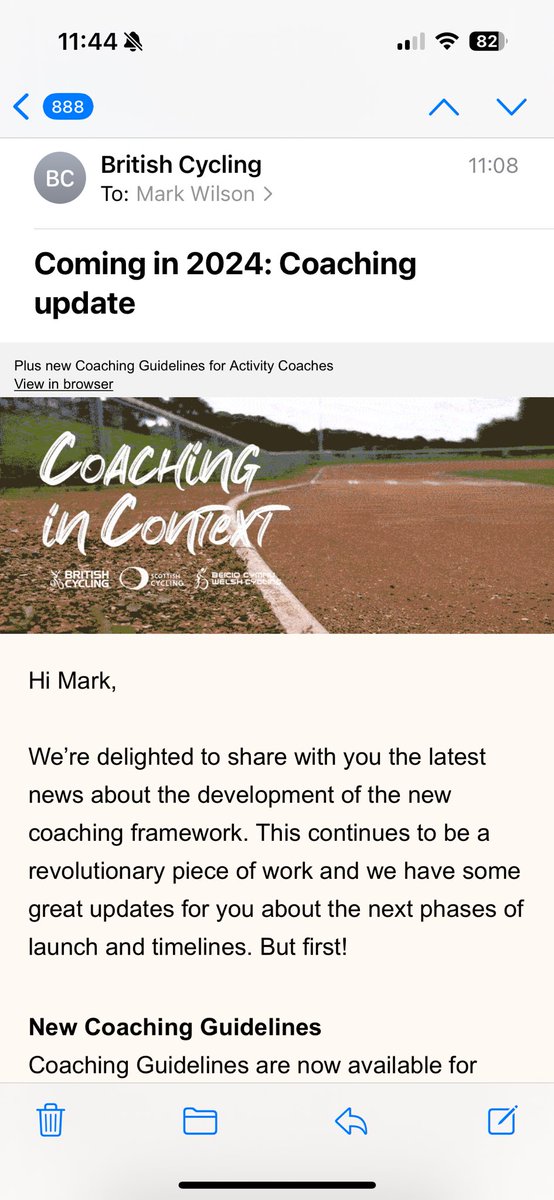 11:44
82
888
BC
British Cycling
11:08
To: Mark Wilson
Coming in 2024: Coaching
update
Plus new Coaching Guidelines for Activity Coaches
View in browser
COACHING
in CONTEXT
BRITISH
CYCLING
SCOTTISH
CYCLING
BEICIO CYMRU
WELSH CYCLING
Hi Mark,
We’re delighted to share with you the latest
news about the development of the new
coaching framework. This continues to be a
revolutionary piece of work and we have some
great updates for you about the next phases of
launch and timelines. But first!
New Coaching Guidelines
Coaching Guidelines are now available for